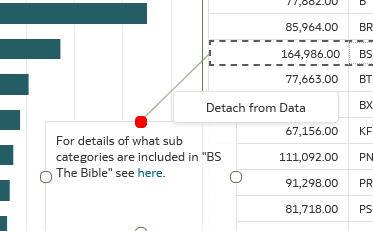 77,882.00 B
85,964.00 BR
164,986.00 BS
77,663.00 BT
Detach from Data
BX
67,156.00 KF
111,092.00 PN
91,298.00 PR
81,718.00 PS
For details of what sub
categories are included in "BS
The Bible" see here.